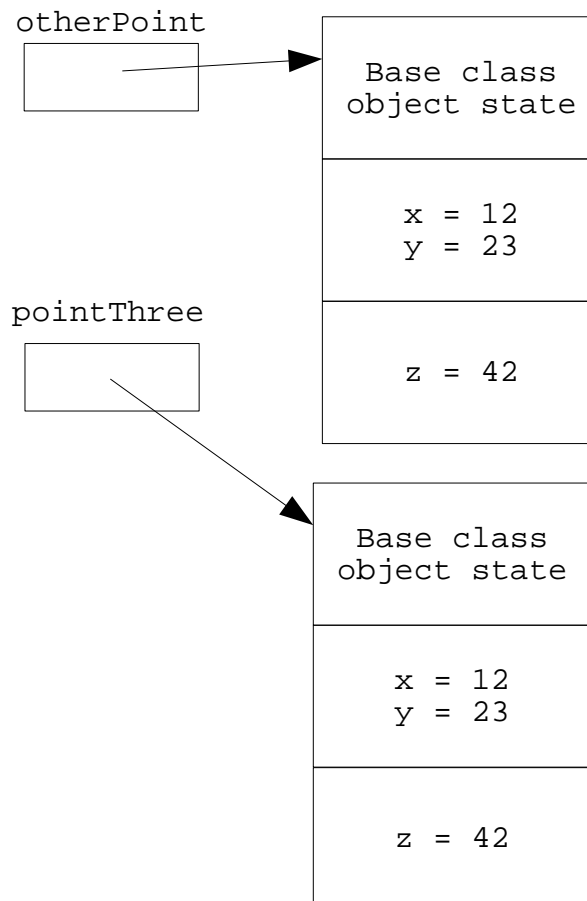 otherPoint
Base class
object state
x = 12
y = 23
z = 42
pointThree
Base class
object state
x = 12
y = 23
z = 42